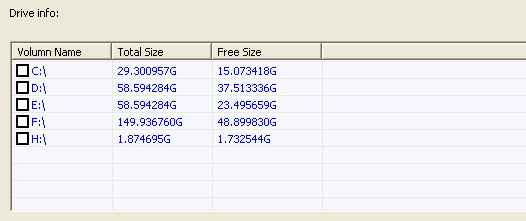 Drive info:
Volumn Name Total Size Free Size
C:\ 29.300957G 15.073418G
D:\ 58.594284G 37.513336G
E:\ 58.594284G 23.495659G
F:\ 149.936760G 48.899830G
H:\ 1.874695G 1.732544G